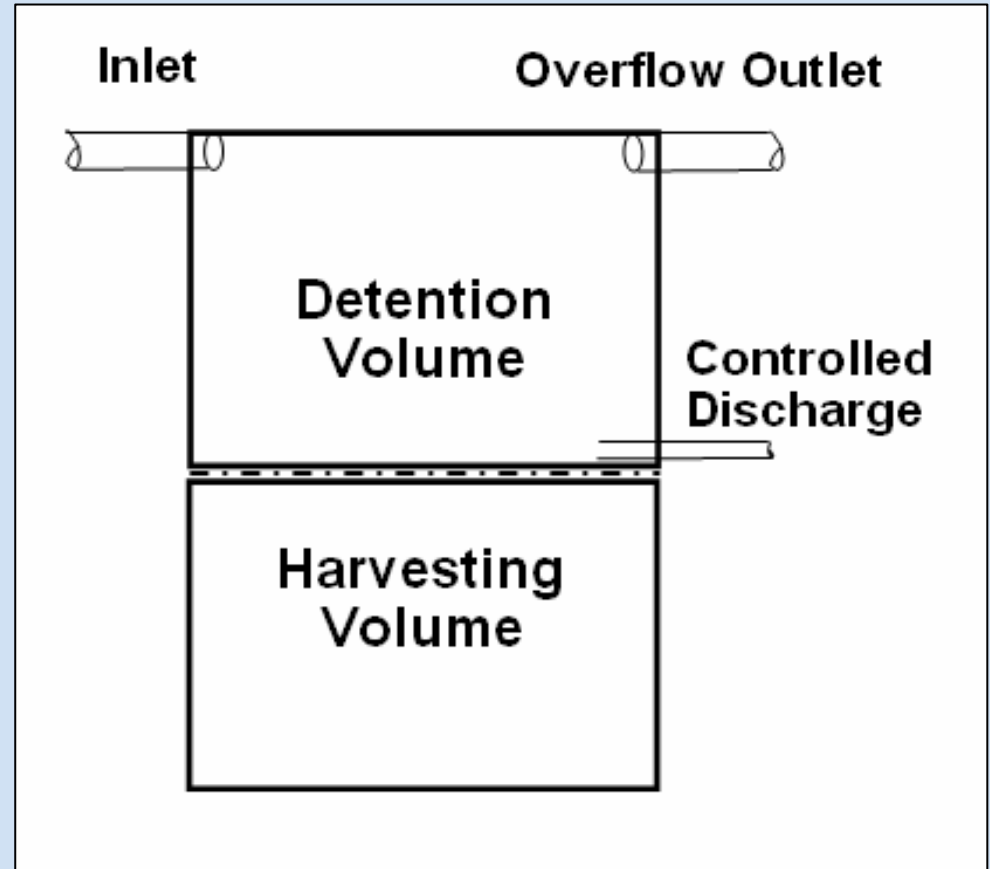 Inlet
Overflow Outlet
Detention
Volume
Controlled
Discharge
Harvesting
Volume